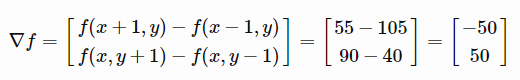 ∇f = [ f(x + 1, y) − f(x − 1, y) ] = [ 55 − 105 ] = [ −50 ]
[ f(x, y + 1) − f(x, y − 1) ] [ 90 − 40 ] [ 50 ]